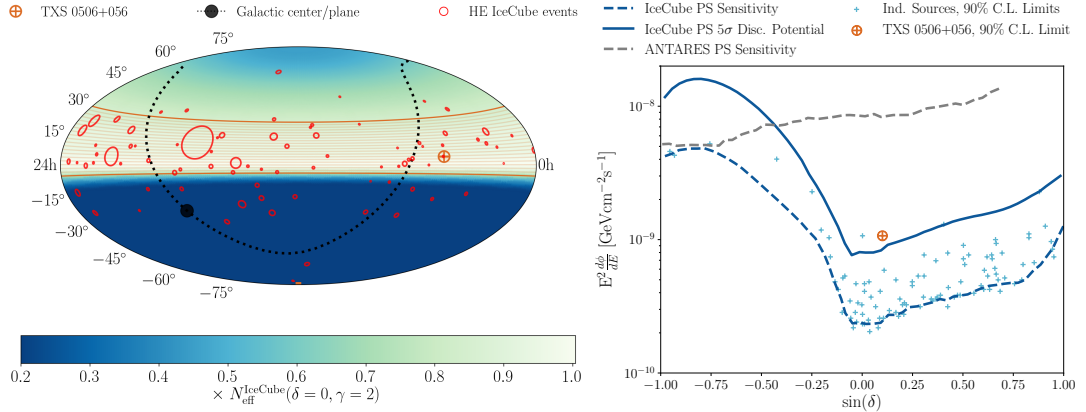 TXS 0506+056
Galactic center/plane
HE IceCube events
75°
60°
45°
30°
15°
24h
0h
−15°
−30°
−45°
−60°
−75°
0.2 0.3 0.4 0.5 0.6 0.7 0.8 0.9 1.0
× N_eff^IceCube(δ = 0, γ = 2)
IceCube PS Sensitivity
IceCube PS 5σ Disc. Potential
ANTARES PS Sensitivity
Ind. Sources, 90% C.L. Limits
TXS 0506+056, 90% C.L. Limit
10⁻⁸
10⁻⁹
10⁻¹⁰
E² dϕ/dE [GeVcm⁻²s⁻¹]
−1.00 −0.75 −0.50 −0.25 0.00 0.25 0.50 0.75 1.00
sin(δ)